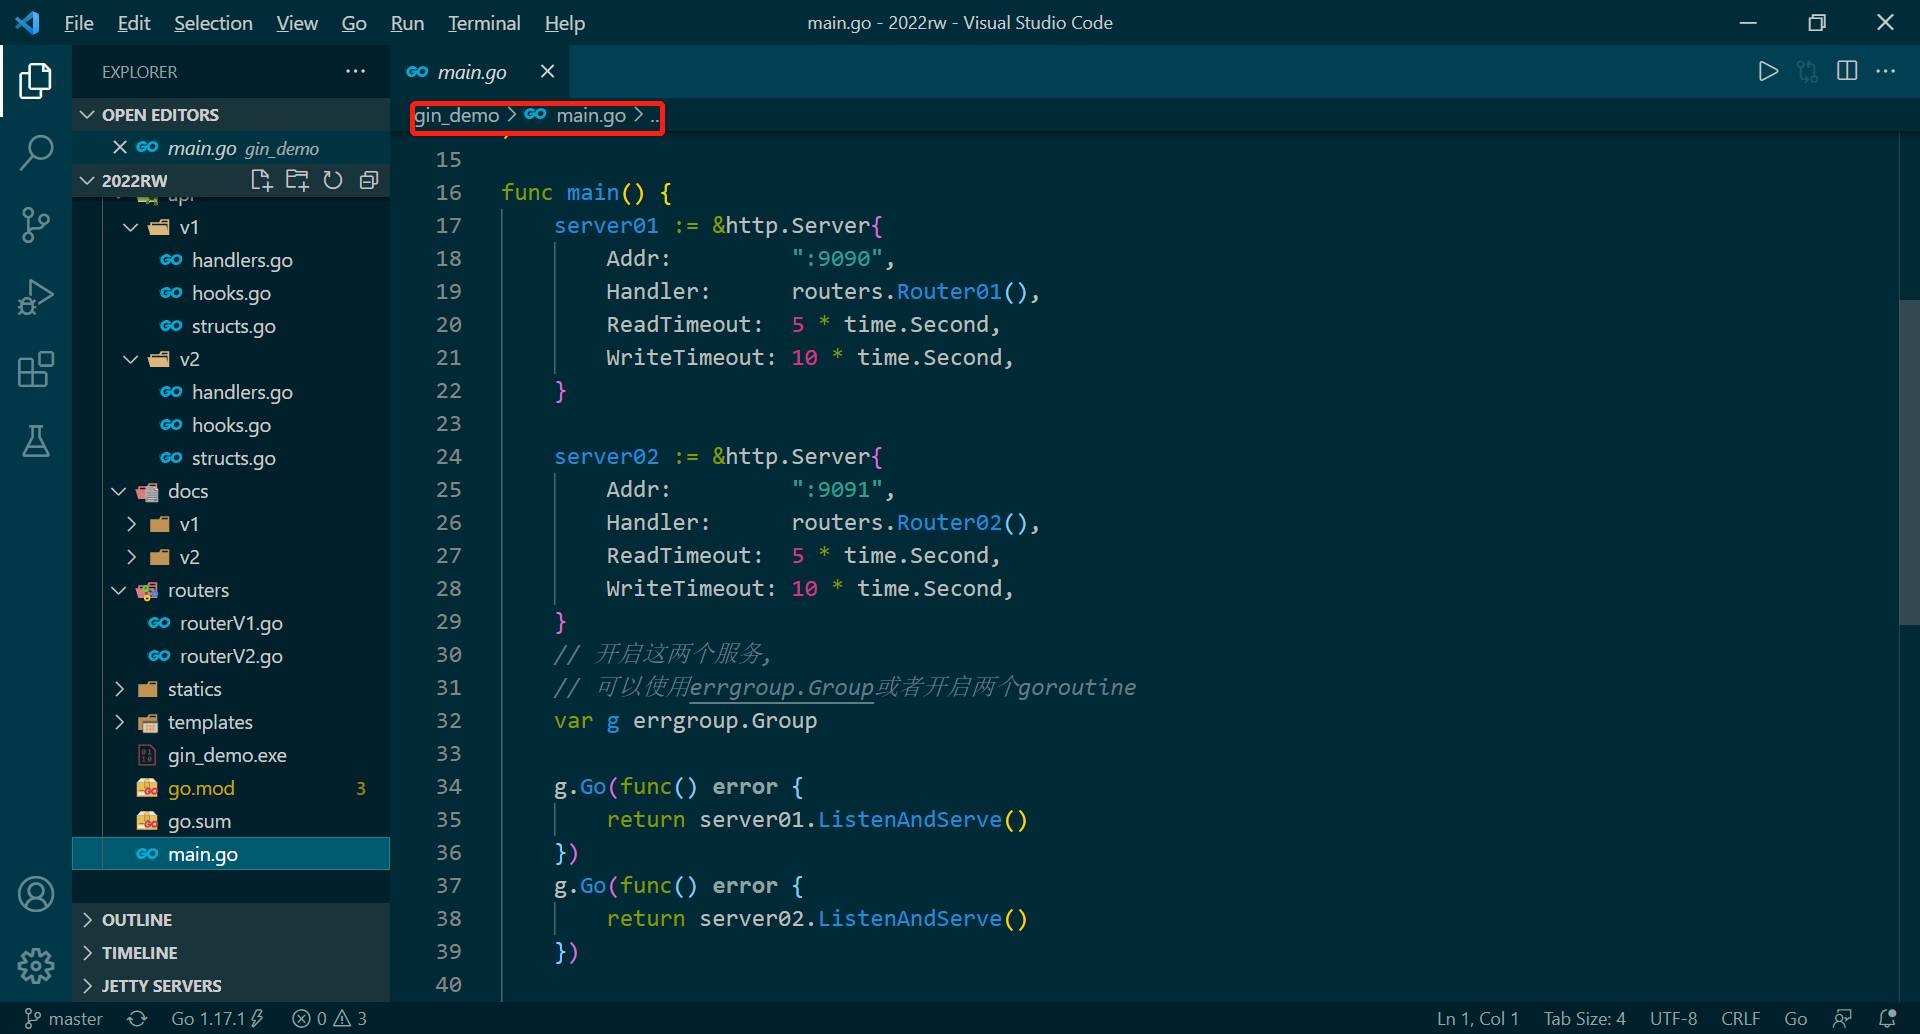 File Edit Selection View Go Run Terminal Help
main.go - 2022rw - Visual Studio Code
EXPLORER
OPEN EDITORS
main.go gin_demo
2022RW
api
v1
handlers.go
hooks.go
structs.go
v2
handlers.go
hooks.go
structs.go
docs
v1
v2
routers
routerV1.go
routerV2.go
statics
templates
gin_demo.exe
go.mod 3
go.sum
main.go
OUTLINE
TIMELINE
JETTY SERVERS
main.go
gin_demo > main.go > ...
15
16 func main() {
17 server01 := &http.Server{
18 Addr: ":9090",
19 Handler: routers.Router01(),
20 ReadTimeout: 5 * time.Second,
21 WriteTimeout: 10 * time.Second,
22 }
23
24 server02 := &http.Server{
25 Addr: ":9091",
26 Handler: routers.Router02(),
27 ReadTimeout: 5 * time.Second,
28 WriteTimeout: 10 * time.Second,
29 }
30 // 开启这两个服务,
31 // 可以使用errgroup.Group或者开启两个goroutine
32 var g errgroup.Group
33
34 g.Go(func() error {
35 return server01.ListenAndServe()
36 })
37 g.Go(func() error {
38 return server02.ListenAndServe()
39 })
40
master Go 1.17.1 0 3
Ln 1, Col 1 Tab Size: 4 UTF-8 CRLF Go